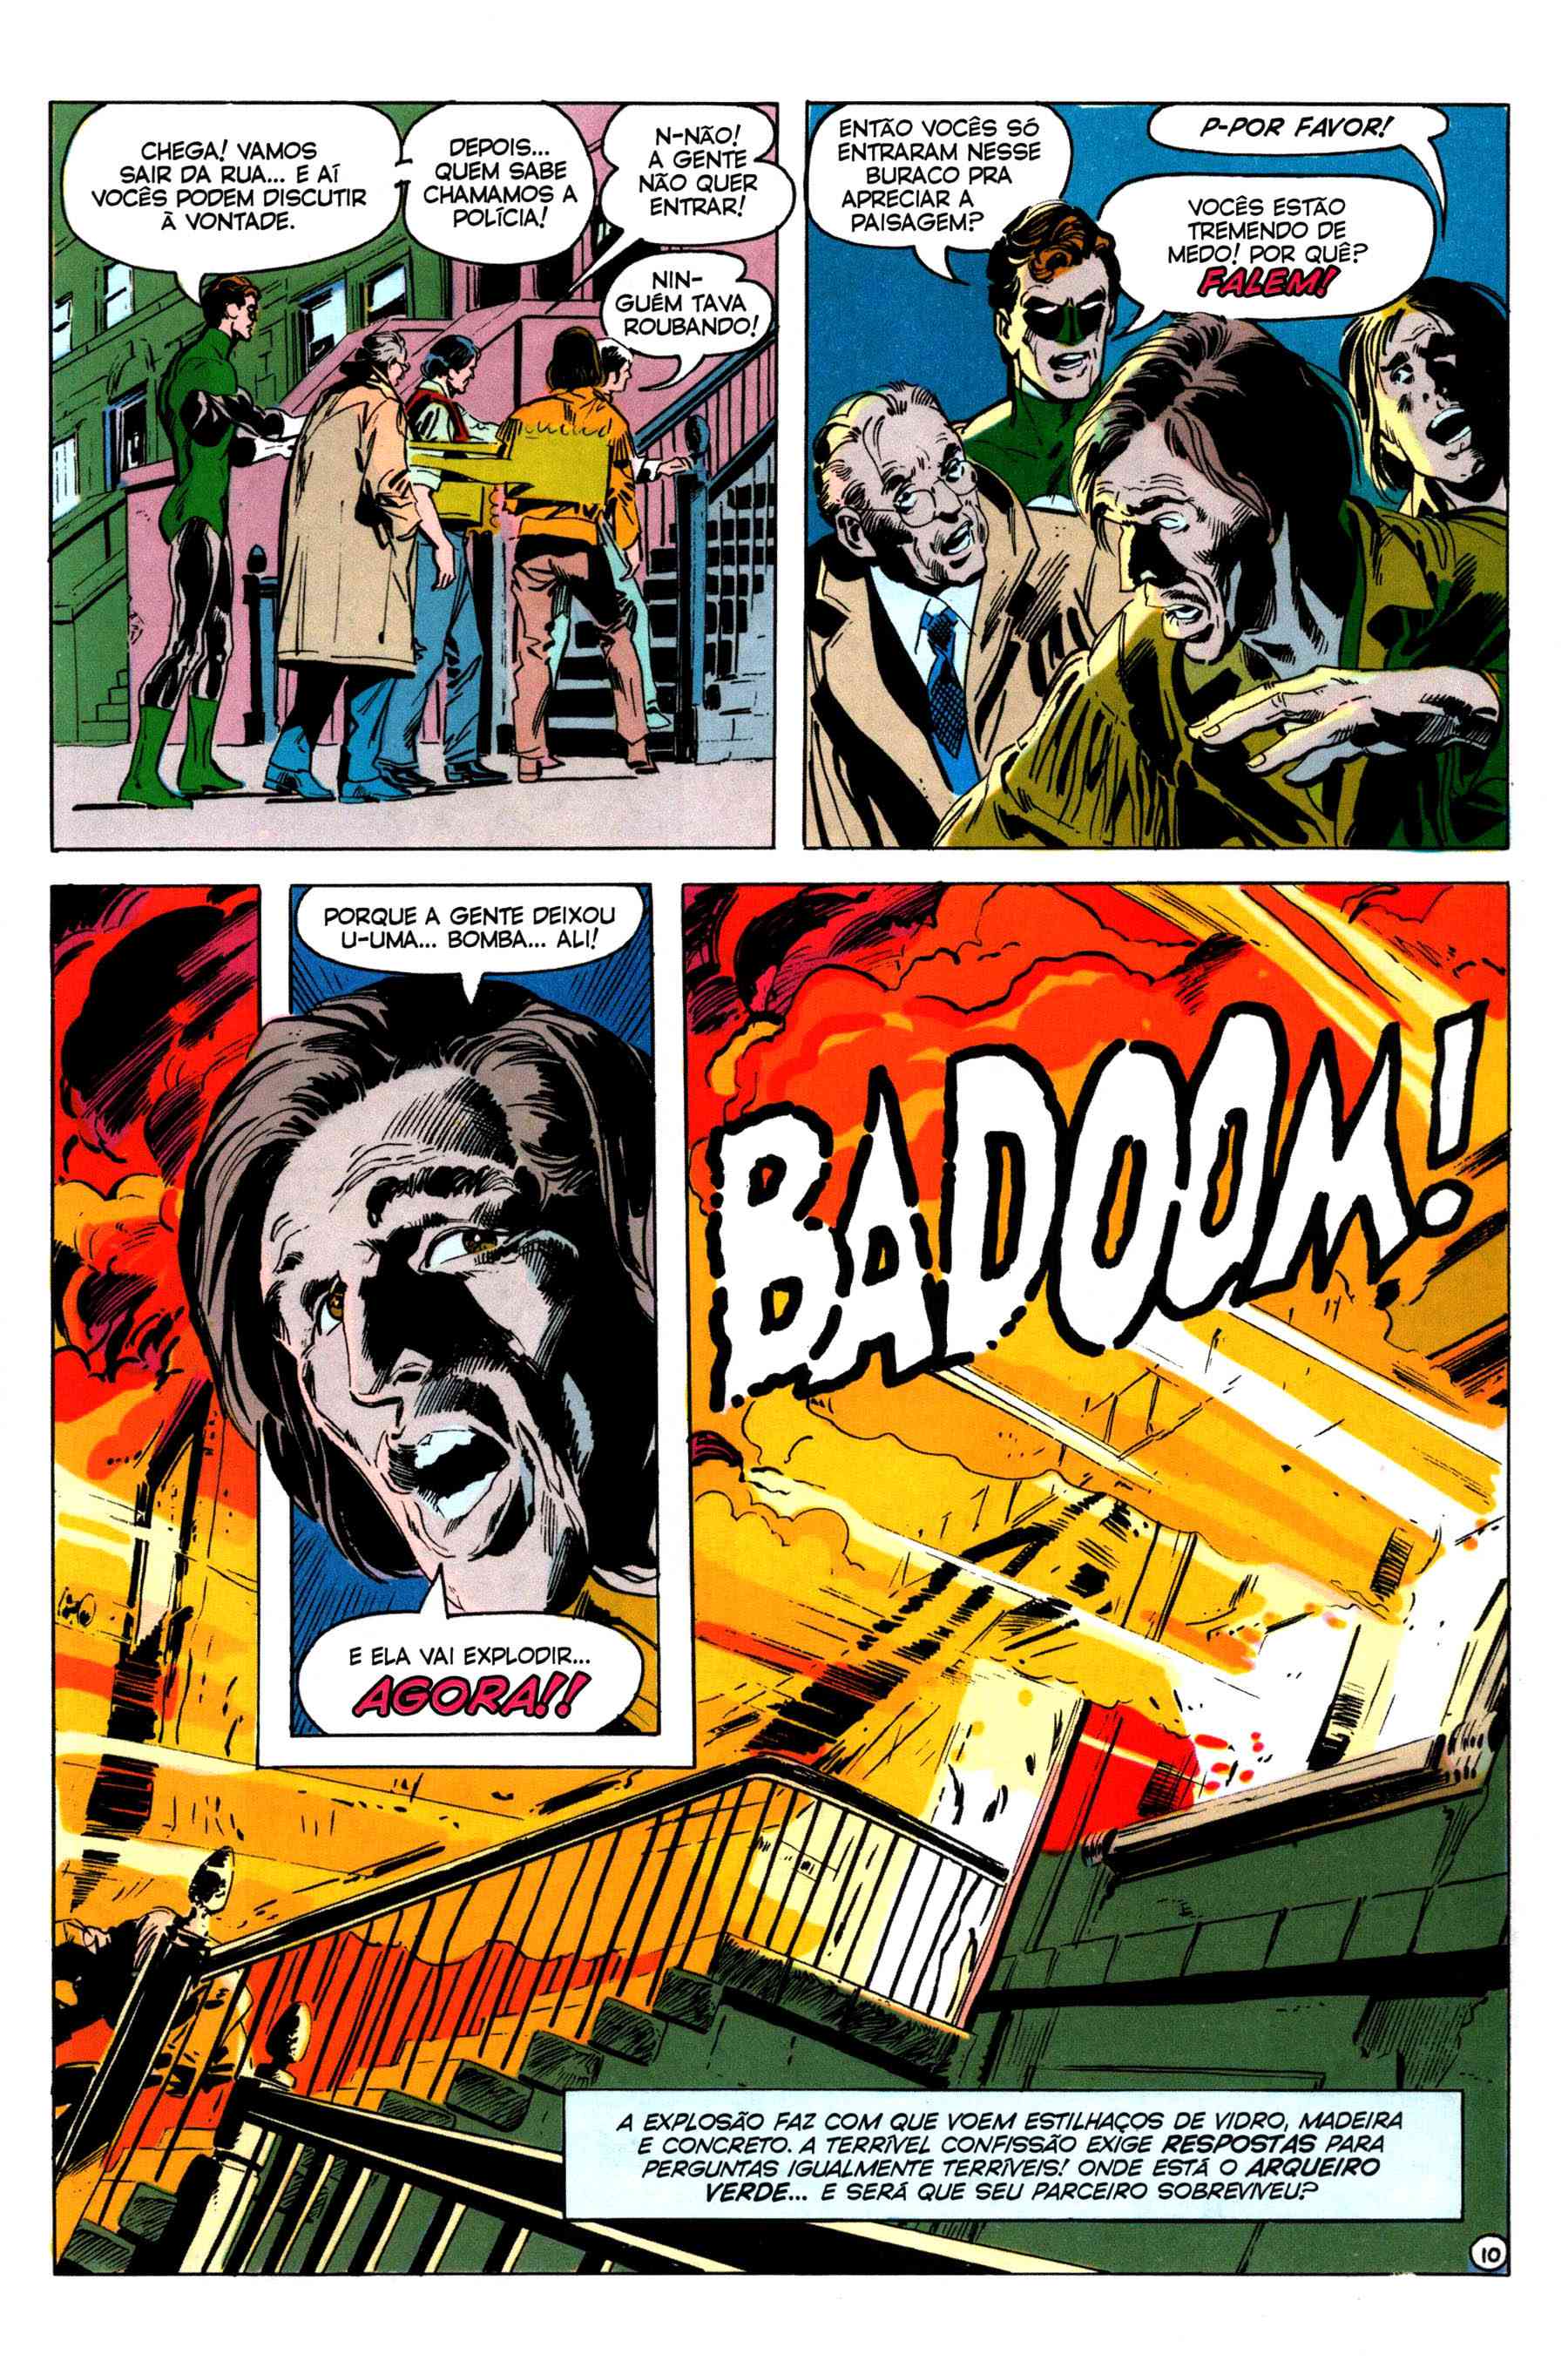 CHEGA! VAMOS
SAIR DA RUA... E AÍ
VOCÊS PODEM DISCUTIR
À VONTADE.
DEPOIS...
QUEM SABE
CHAMAMOS A
POLÍCIA!
N-NÃO!
A GENTE
NÃO QUER
ENTRAR!
NIN-
GUÉM TAVA
ROUBANDO!
ENTÃO VOCÊS SÓ
ENTRARAM NESSE
BURACO PRA
APRECIAR A
PAISAGEM?
P-POR FAVOR!
VOCÊS ESTÃO
TREMENDO DE
MEDO! POR QUÊ?
FALEM!
PORQUE A GENTE DEIXOU
U-UMA... BOMBA... ALI!
E ELA VAI EXPLODIR...
AGORA!!
BADOOM!
A EXPLOSÃO FAZ COM QUE VOEM ESTILHAÇOS DE VIDRO, MADEIRA
E CONCRETO. A TERRÍVEL CONFISSÃO EXIGE RESPOSTAS PARA
PERGUNTAS IGUALMENTE TERRÍVEIS! ONDE ESTÁ O ARQUEIRO
VERDE... E SERÁ QUE SEU PARCEIRO SOBREVIVEU?
10